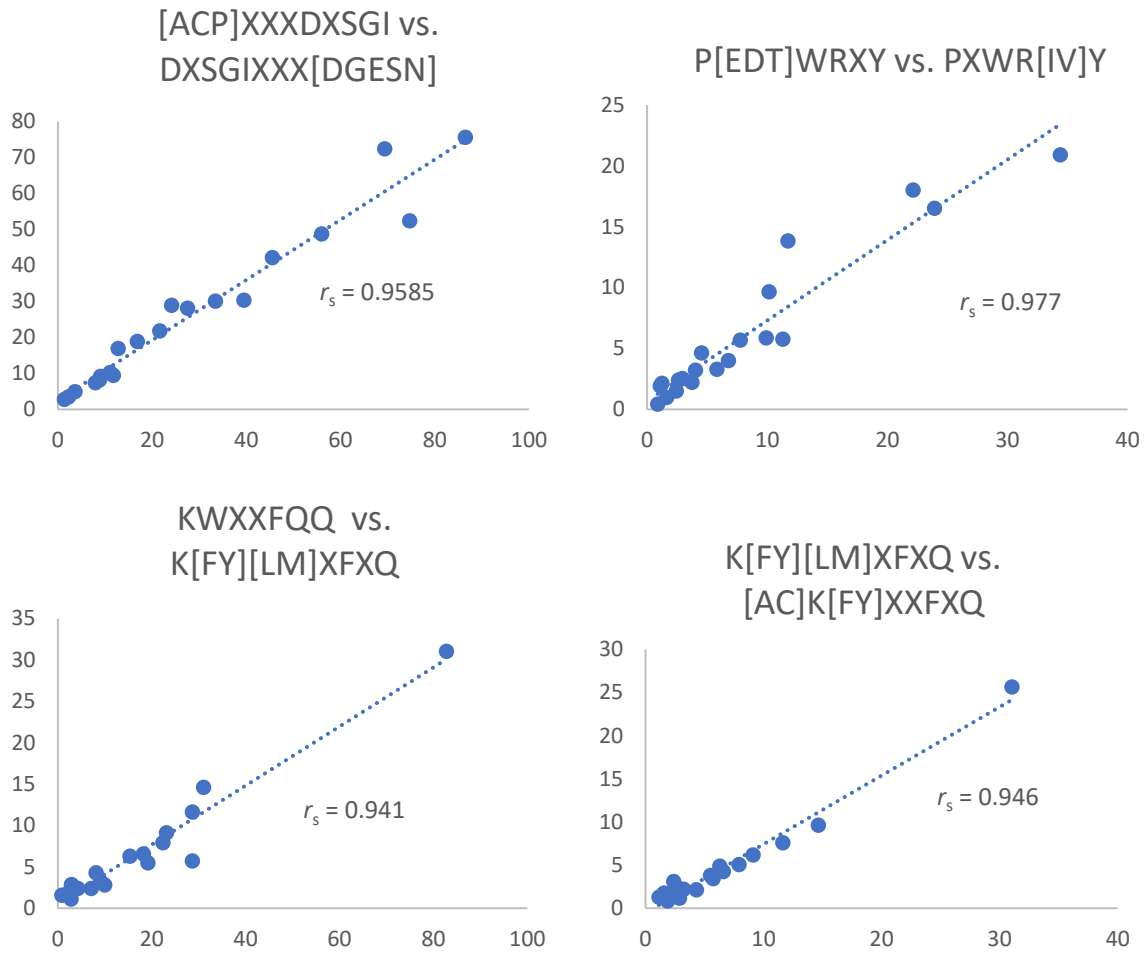 [ACP]XXXDXSGI vs.
DXSGIXXX[DGESN]
80
70
60
50
40
30
20
10
0
0 20 40 60 80 100
r_s = 0.9585
P[EDT]WRXY vs. PXWR[IV]Y
25
20
15
10
5
0
0 10 20 30 40
r_s = 0.977
KWXXFQQ vs.
K[FY][LM]XFXQ
35
30
25
20
15
10
5
0
0 20 40 60 80 100
r_s = 0.941
K[FY][LM]XFXQ vs.
[AC]K[FY]XXFXQ
30
25
20
15
10
5
0
0 10 20 30 40
r_s = 0.946